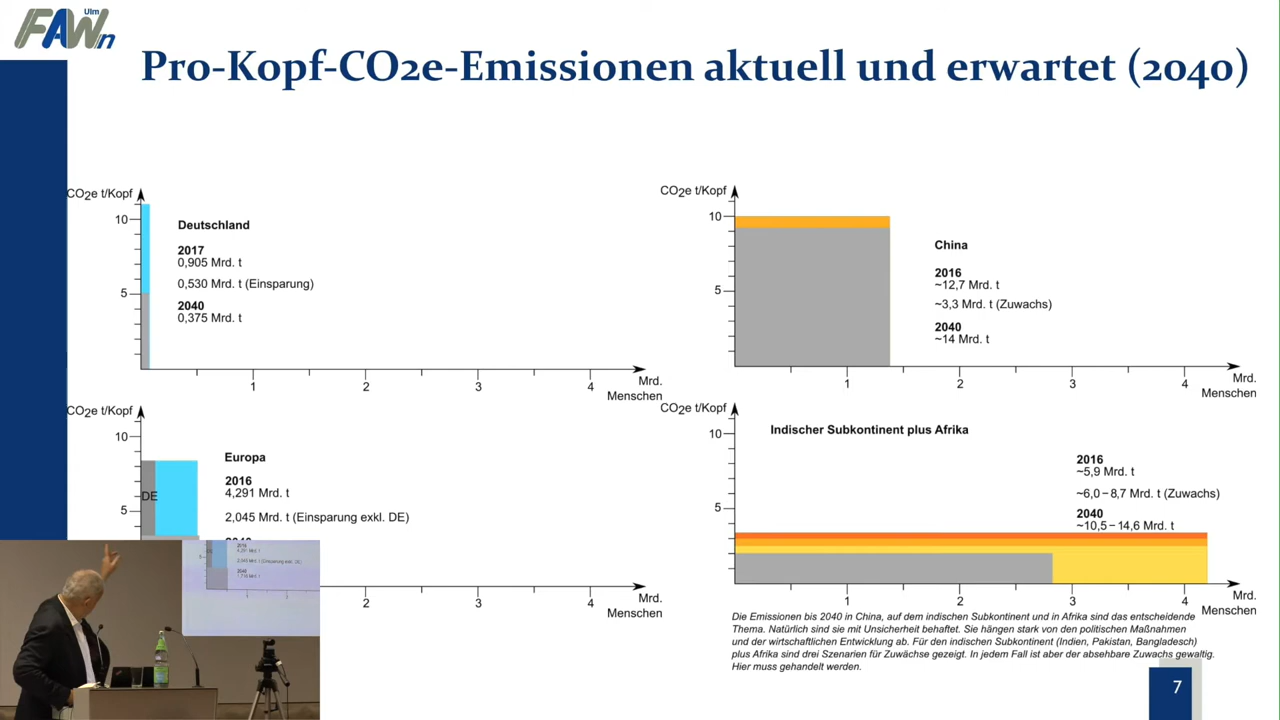 Ulm
FAWn
Pro-Kopf-CO2e-Emissionen aktuell und erwartet (2040)
CO2e t/Kopf
10
5
Deutschland
2017
0,905 Mrd. t
0,530 Mrd. t (Einsparung)
2040
0,375 Mrd. t
1
2
3
4
Mrd.
Menschen
CO2e t/Kopf
10
5
China
2016
~12,7 Mrd. t
~3,3 Mrd. t (Zuwachs)
2040
~14 Mrd. t
1
2
3
4
Mrd.
Menschen
CO2e t/Kopf
10
5
DE
Europa
2016
4,291 Mrd. t
2,045 Mrd. t (Einsparung exkl. DE)
2
3
4
Mrd.
Menschen
CO2e t/Kopf
10
5
Indischer Subkontinent plus Afrika
2016
~5,9 Mrd. t
~6,0–8,7 Mrd. t (Zuwachs)
2040
~10,5–14,6 Mrd. t
1
2
3
4
Mrd.
Menschen
Die Emissionen bis 2040 in China, auf dem indischen Subkontinent und in Afrika sind das entscheidende
Thema. Natürlich sind sie mit Unsicherheit behaftet. Sie hängen stark von den politischen Maßnahmen
und der wirtschaftlichen Entwicklung ab. Für den indischen Subkontinent (Indien, Pakistan, Bangladesch)
plus Afrika sind drei Szenarien für Zuwächse gezeigt. In jedem Fall ist aber der absehbare Zuwachs gewaltig.
Hier muss gehandelt werden.
7